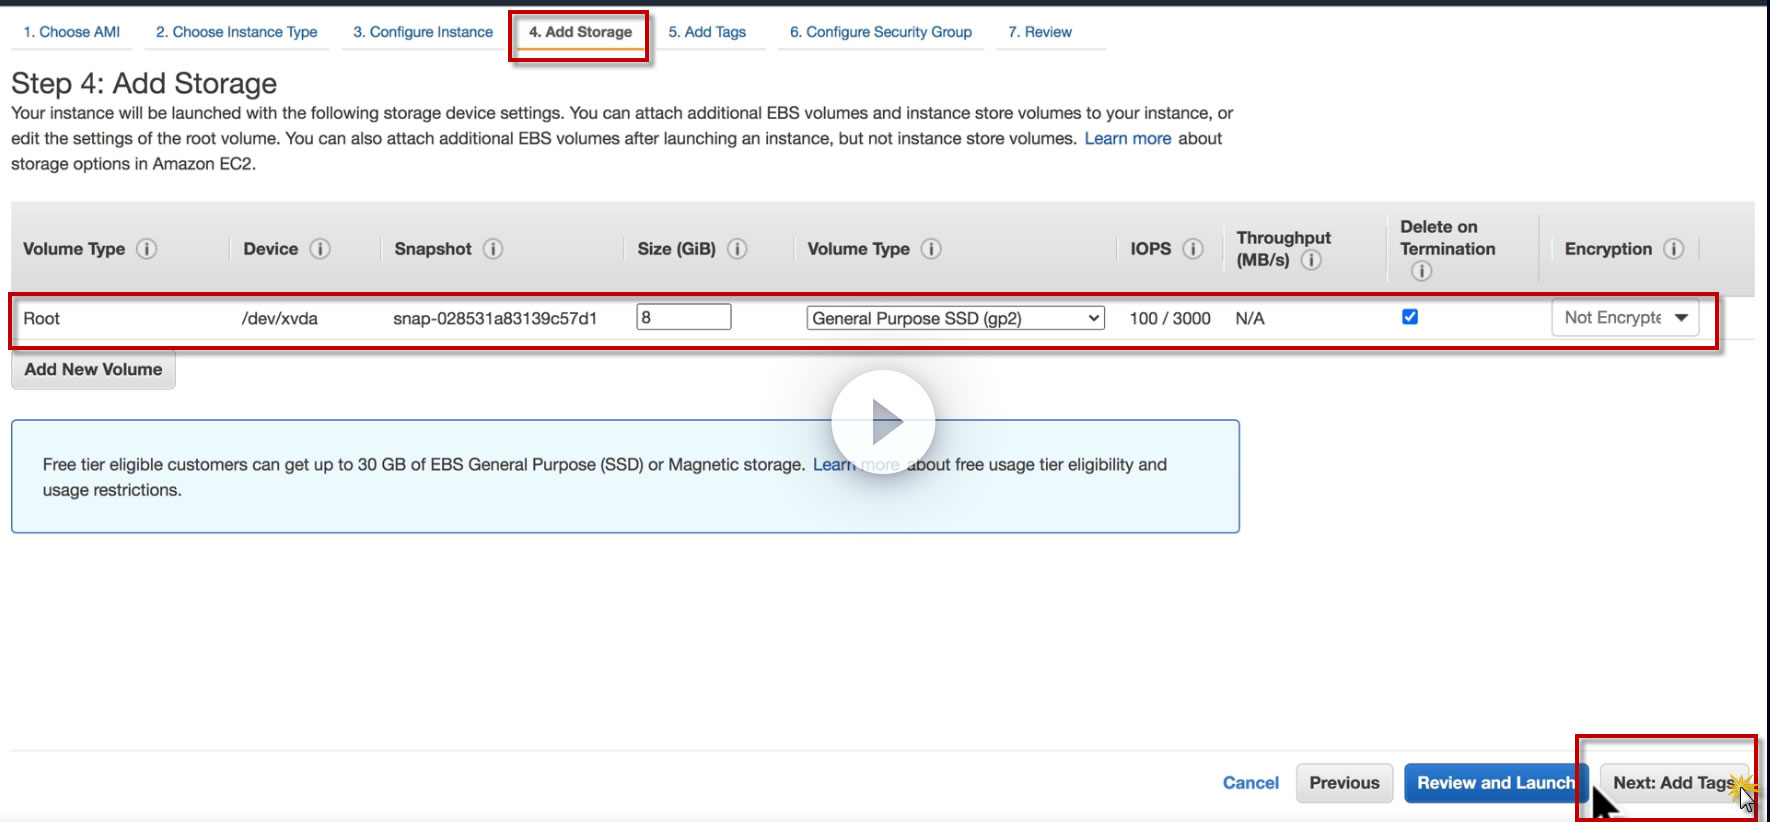 1. Choose AMI 2. Choose Instance Type 3. Configure Instance 4. Add Storage 5. Add Tags 6. Configure Security Group 7. Review
Step 4: Add Storage
Your instance will be launched with the following storage device settings. You can attach additional EBS volumes and instance store volumes to your instance, or
edit the settings of the root volume. You can also attach additional EBS volumes after launching an instance, but not instance store volumes. Learn more about
storage options in Amazon EC2.
Volume Type i Device i Snapshot i Size (GiB) i Volume Type i IOPS i Throughput (MB/s) i Delete on Termination i Encryption i
Root /dev/xvda snap-028531a83139c57d1 8 General Purpose SSD (gp2) 100 / 3000 N/A Not Encrypte
Add New Volume
Free tier eligible customers can get up to 30 GB of EBS General Purpose (SSD) or Magnetic storage. Learn more about free usage tier eligibility and
usage restrictions.
Cancel Previous Review and Launch Next: Add Tags